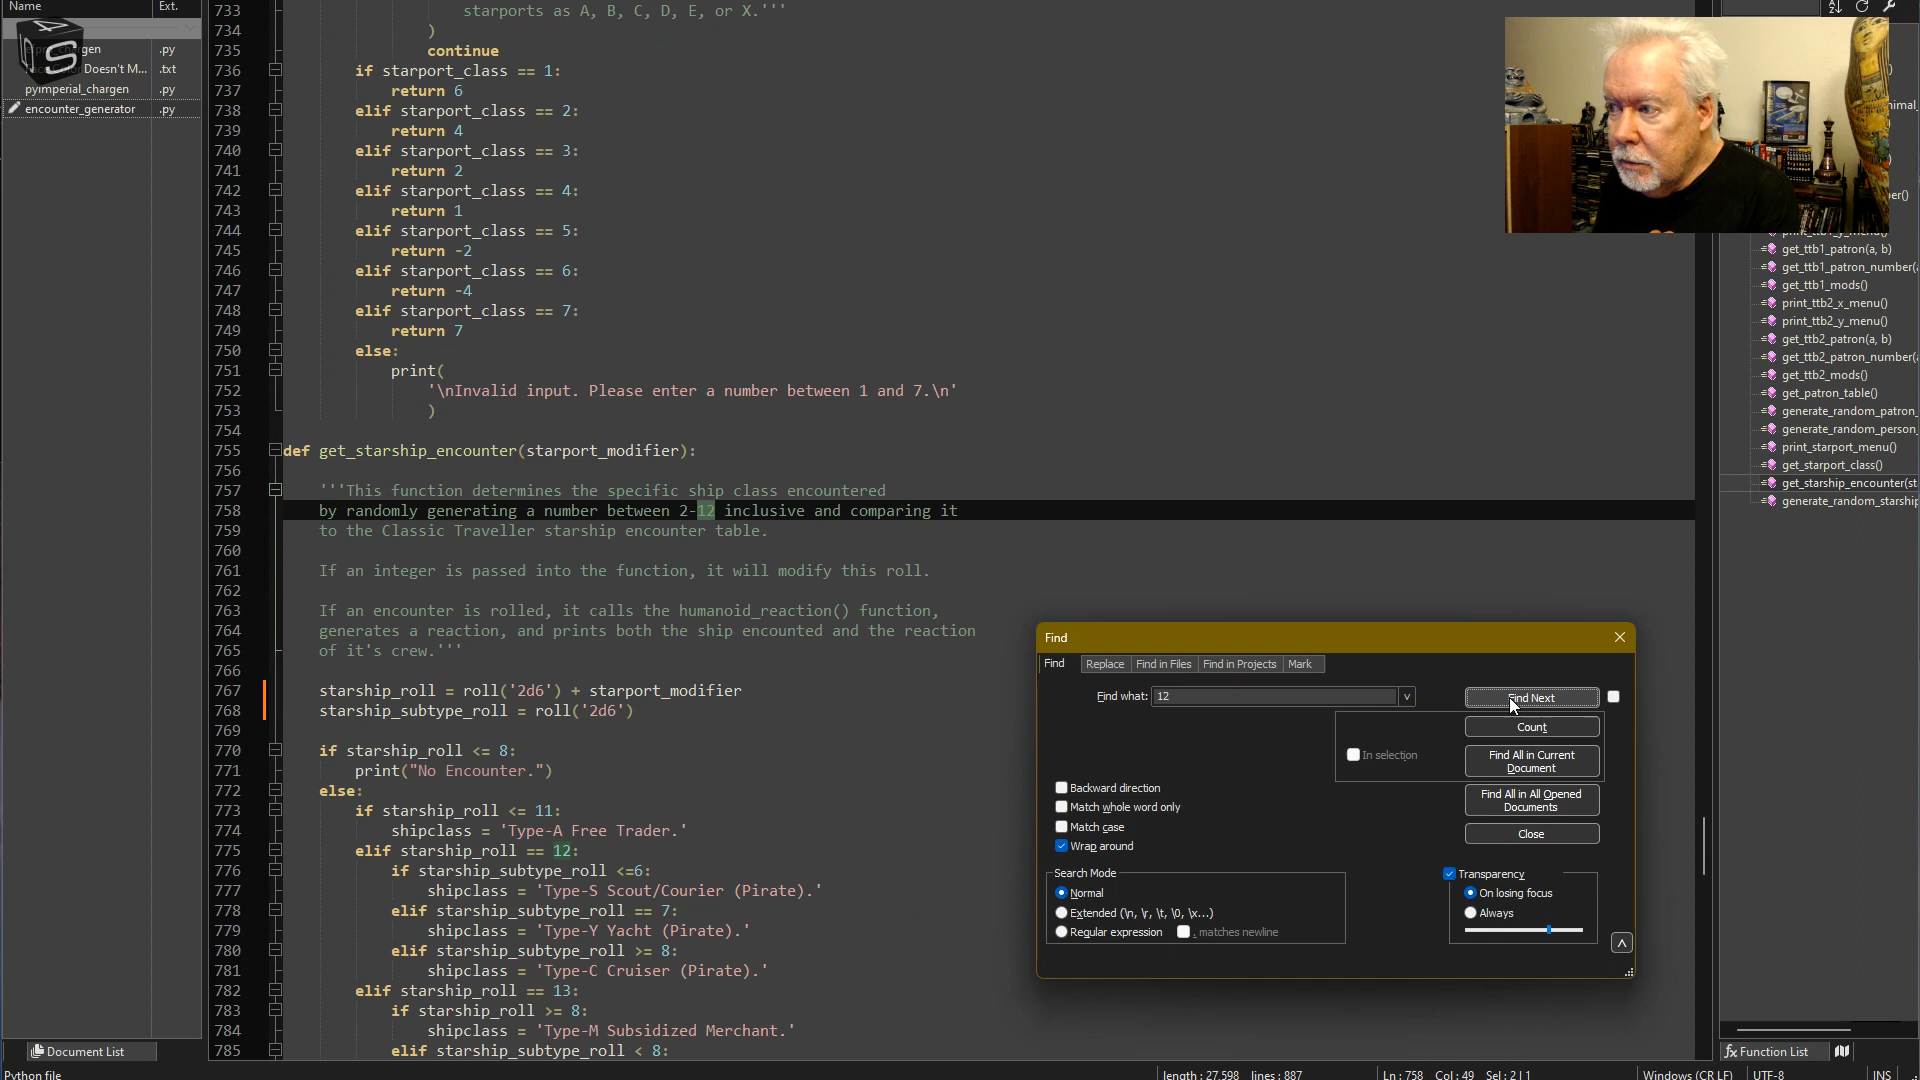 Name
Ext.
chargen
.py
Doesn't M...
.txt
pyimperial_chargen
.py
encounter_generator
.py
733
starports as A, B, C, D, E, or X.'''
734
)
735
continue
736
if starport_class == 1:
737
return 6
738
elif starport_class == 2:
739
return 4
740
elif starport_class == 3:
741
return 2
742
elif starport_class == 4:
743
return 1
744
elif starport_class == 5:
745
return -2
746
elif starport_class == 6:
747
return -4
748
elif starport_class == 7:
749
return 7
750
else:
751
print(
752
'\nInvalid input. Please enter a number between 1 and 7.\n'
753
)
754
755
def get_starship_encounter(starport_modifier):
756
757
'''This function determines the specific ship class encountered
758
by randomly generating a number between 2-12 inclusive and comparing it
759
to the Classic Traveller starship encounter table.
760
761
If an integer is passed into the function, it will modify this roll.
762
763
If an encounter is rolled, it calls the humanoid_reaction() function,
764
generates a reaction, and prints both the ship encounted and the reaction
765
of it's crew.'''
766
767
starship_roll = roll('2d6') + starport_modifier
768
starship_subtype_roll = roll('2d6')
769
770
if starship_roll <= 8:
771
print("No Encounter.")
772
else:
773
if starship_roll <= 11:
774
shipclass = 'Type-A Free Trader.'
775
elif starship_roll == 12:
776
if starship_subtype_roll <=6:
777
shipclass = 'Type-S Scout/Courier (Pirate).'
778
elif starship_subtype_roll == 7:
779
shipclass = 'Type-Y Yacht (Pirate).'
780
elif starship_subtype_roll >= 8:
781
shipclass = 'Type-C Cruiser (Pirate).'
782
elif starship_roll == 13:
783
if starship_roll >= 8:
784
shipclass = 'Type-M Subsidized Merchant.'
785
elif starship_subtype_roll < 8:
Find
Find
Replace
Find in Files
Find in Projects
Mark
Find what:
12
Find Next
Count
In selection
Find All in Current
Document
Find All in All Opened
Documents
Close
Backward direction
Match whole word only
Match case
Wrap around
Search Mode
Normal
Extended (\n, \r, \t, \0, \x...)
Regular expression
. matches newline
Transparency
On losing focus
Always
get_ttb1_patron(a, b)
get_ttb1_patron_number(a
get_ttb1_mods()
print_ttb2_x_menu()
print_ttb2_y_menu()
get_ttb2_patron(a, b)
get_ttb2_patron_number(a
get_ttb2_mods()
get_patron_table()
generate_random_patron_
generate_random_person_
print_starport_menu()
get_starport_class()
get_starship_encounter(st
generate_random_starship
Document List
Function List
Python file
length : 27,598
lines : 887
Ln : 758
Col : 49
Sel : 2 | 1
Windows (CR LF)
UTF-8
INS